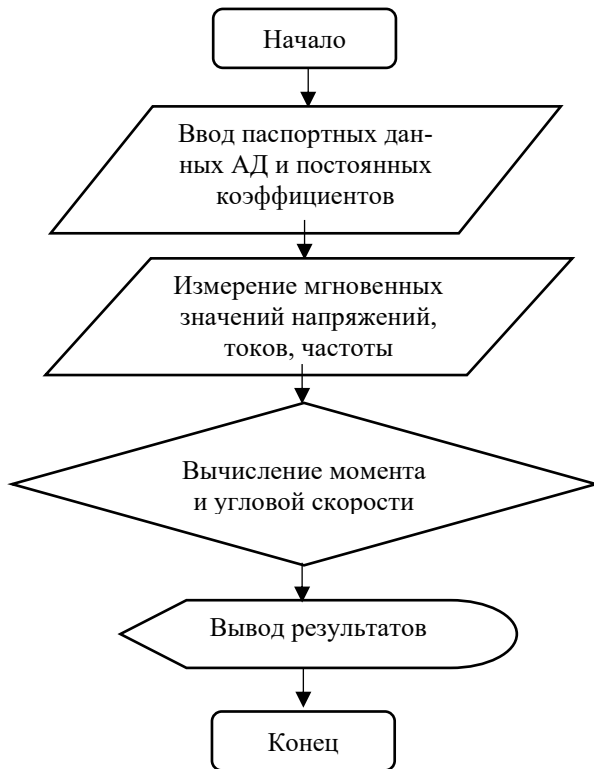 Начало
Ввод паспортных дан-
ных АД и постоянных
коэффициентов
Измерение мгновенных
значений напряжений,
токов, частоты
Вычисление момента
и угловой скорости
Вывод результатов
Конец